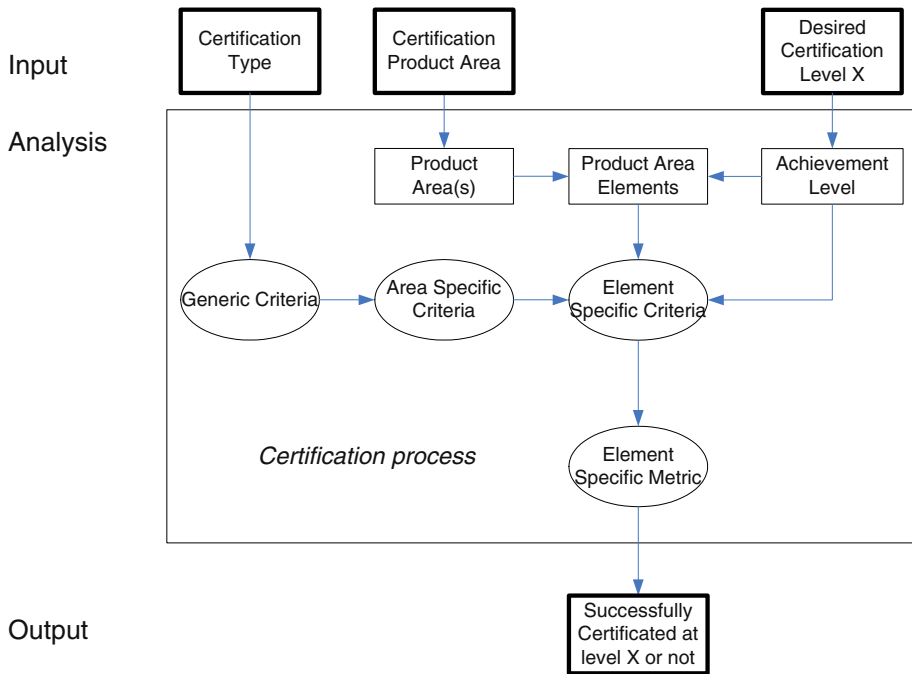 Input
Certification
Type
Certification
Product Area
Desired
Certification
Level X
Analysis
Product
Area(s)
Product Area
Elements
Achievement
Level
Generic Criteria
Area Specific
Criteria
Element
Specific Criteria
Certification process
Element
Specific Metric
Output
Successfully
Certificated at
level X or not